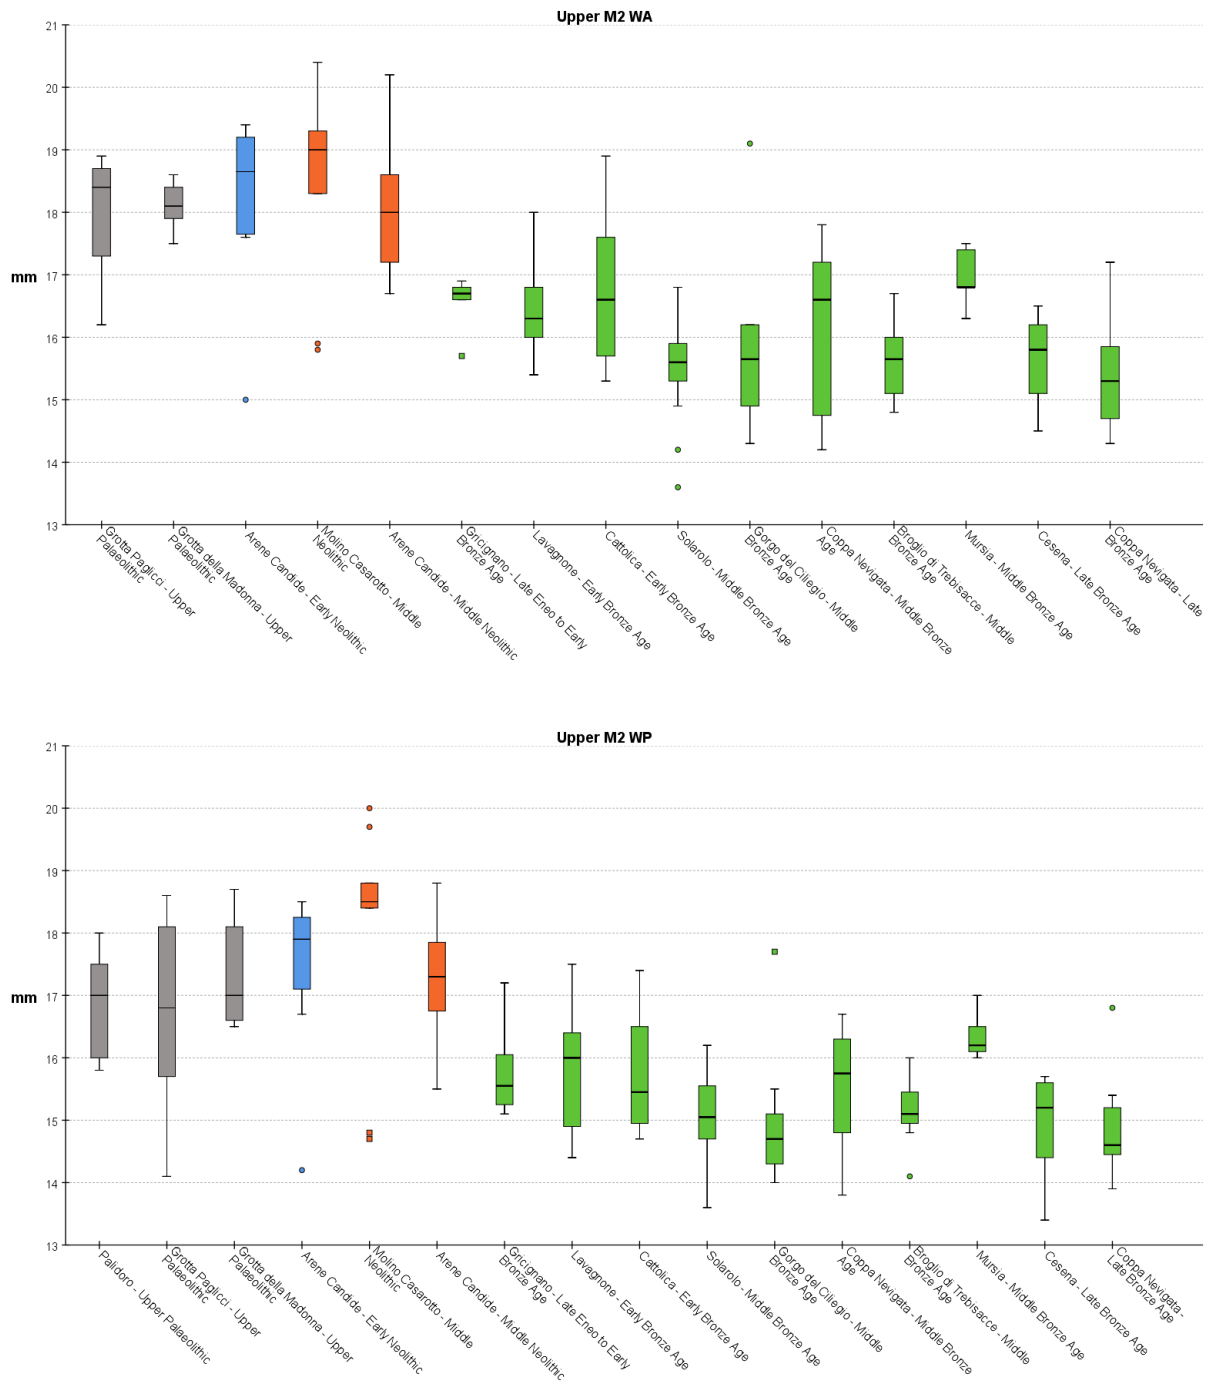 Upper M2 WA
21
20
19
18
17
16
15
14
13
mm
Grotta Paglicci - Upper
Palaeolithic
Grotta della Madonna - Upper
Palaeolithic
Arene Candide - Early Neolithic
Molino Casarotto - Middle
Neolithic
Arene Candide - Middle Neolithic
Gricignano - Late Eneo to Early
Bronze Age
Lavagnone - Early Bronze Age
Cattolica - Early Bronze Age
Solarolo - Middle Bronze Age
Gorgo del Ciliegio - Middle
Bronze Age
Coppa Nevigata - Middle Bronze
Age
Broglio di Trebisacce - Middle
Bronze Age
Mursia - Middle Bronze Age
Cesena - Late Bronze Age
Coppa Nevigata - Late
Bronze Age
Upper M2 WP
21
20
19
18
17
16
15
14
13
mm
Palidoro - Upper Palaeolithic
Grotta Paglicci - Upper
Palaeolithic
Grotta della Madonna - Upper
Palaeolithic
Arene Candide - Early Neolithic
Molino Casarotto - Middle
Neolithic
Arene Candide - Middle Neolithic
Gricignano - Late Eneo to Early
Bronze Age
Lavagnone - Early Bronze Age
Cattolica - Early Bronze Age
Solarolo - Middle Bronze Age
Gorgo del Ciliegio - Middle
Bronze Age
Coppa Nevigata - Middle Bronze
Age
Broglio di Trebisacce - Middle
Bronze Age
Mursia - Middle Bronze Age
Cesena - Late Bronze Age
Coppa Nevigata -
Late Bronze Age